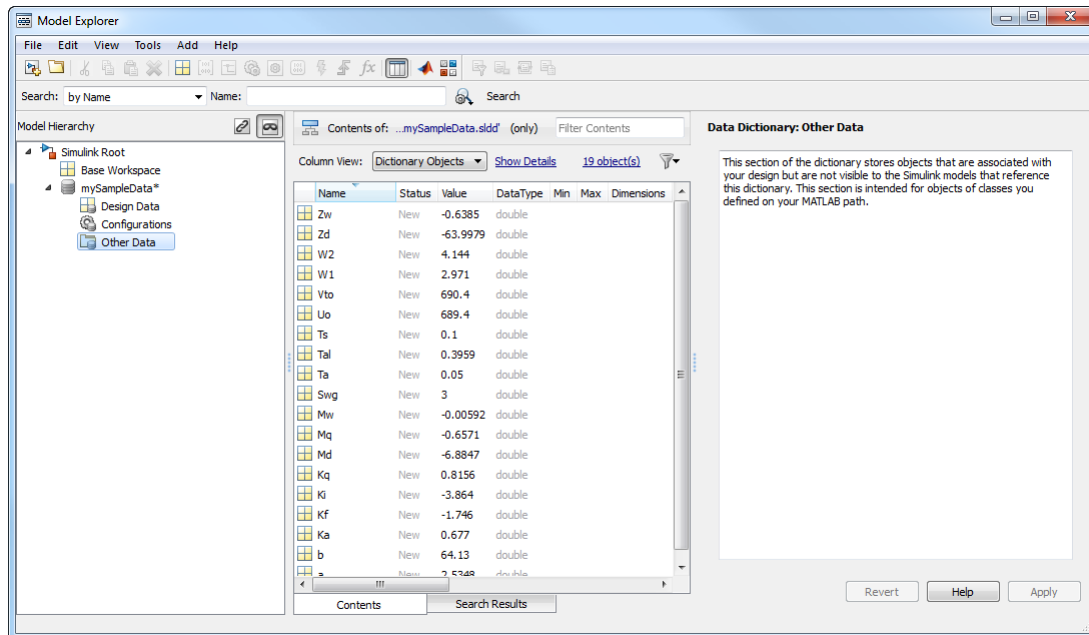 Model Explorer
File Edit View Tools Add Help
Search: by Name Name: Search
Model Hierarchy
Simulink Root
Base Workspace
mySampleData*
Design Data
Configurations
Other Data
Contents of: ...mySampleData.sldd' (only) Filter Contents
Column View: Dictionary Objects Show Details 19 object(s)
Name Status Value DataType Min Max Dimensions
Zw New -0.6385 double
Zd New -63.9979 double
W2 New 4.144 double
W1 New 2.971 double
Vto New 690.4 double
Uo New 689.4 double
Ts New 0.1 double
Tal New 0.3959 double
Ta New 0.05 double
Swg New 3 double
Mw New -0.00592 double
Mq New -0.6571 double
Md New -6.8847 double
Kq New 0.8156 double
Ki New -3.864 double
Kf New -1.746 double
Ka New 0.677 double
b New 64.13 double
a New 2.5348 double
Contents Search Results
Data Dictionary: Other Data
This section of the dictionary stores objects that are associated with
your design but are not visible to the Simulink models that reference
this dictionary. This section is intended for objects of classes you
defined on your MATLAB path.
Revert Help Apply